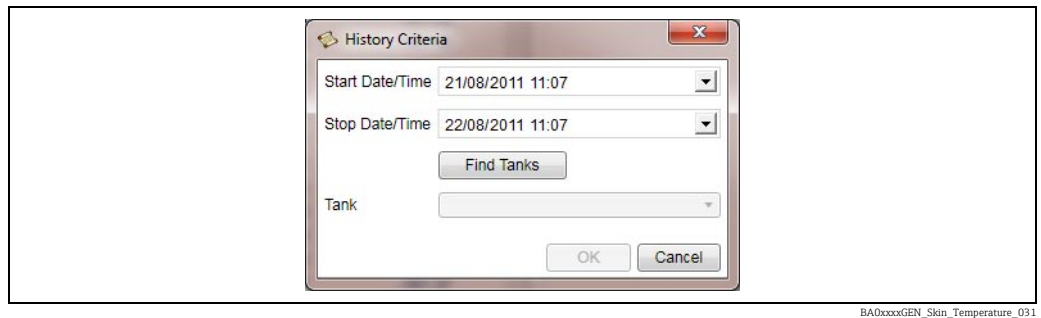 History Criteria
Start Date/Time 21/08/2011 11:07
Stop Date/Time 22/08/2011 11:07
Find Tanks
Tank
OK Cancel
BA0xxxxGEN_Skin_Temperature_031